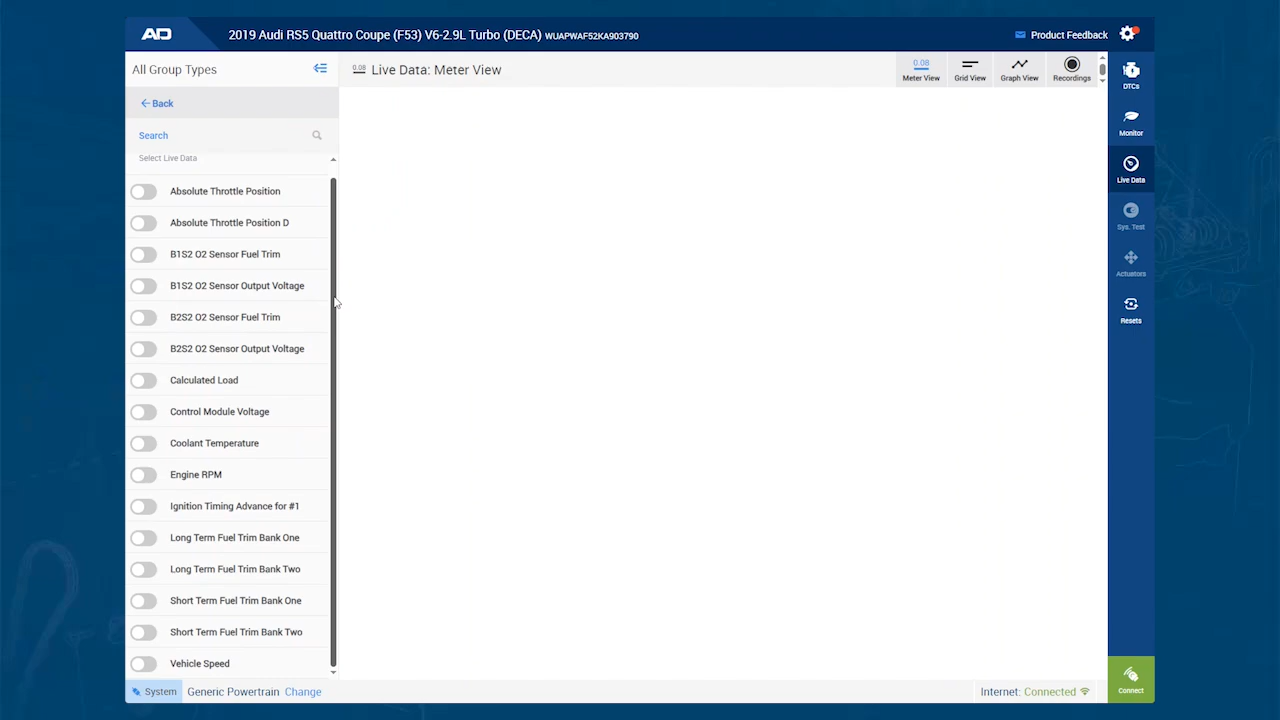 AD
2019 Audi RS5 Quattro Coupe (F53) V6-2.9L Turbo (DECA) WUAPWAF52KA903790
Product Feedback
All Group Types
0.08 Live Data: Meter View
0.08
Meter View
Grid View
Graph View
Recordings
DTCs
Monitor
Live Data
Sys. Test
Actuators
Resets
Back
Search
Select Live Data
Absolute Throttle Position
Absolute Throttle Position D
B1S2 O2 Sensor Fuel Trim
B1S2 O2 Sensor Output Voltage
B2S2 O2 Sensor Fuel Trim
B2S2 O2 Sensor Output Voltage
Calculated Load
Control Module Voltage
Coolant Temperature
Engine RPM
Ignition Timing Advance for #1
Long Term Fuel Trim Bank One
Long Term Fuel Trim Bank Two
Short Term Fuel Trim Bank One
Short Term Fuel Trim Bank Two
Vehicle Speed
System Generic Powertrain Change
Internet: Connected
Connect